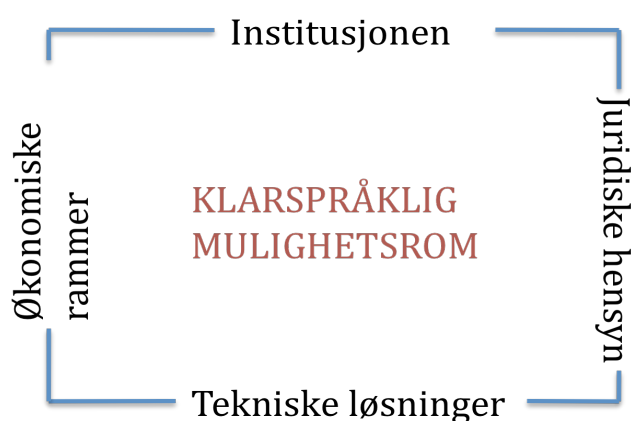 Institusjonen
Økonomiske
rammer
KLARSPRÅKLIG
MULIGHETSROM
Juridiske hensyn
Tekniske løsninger